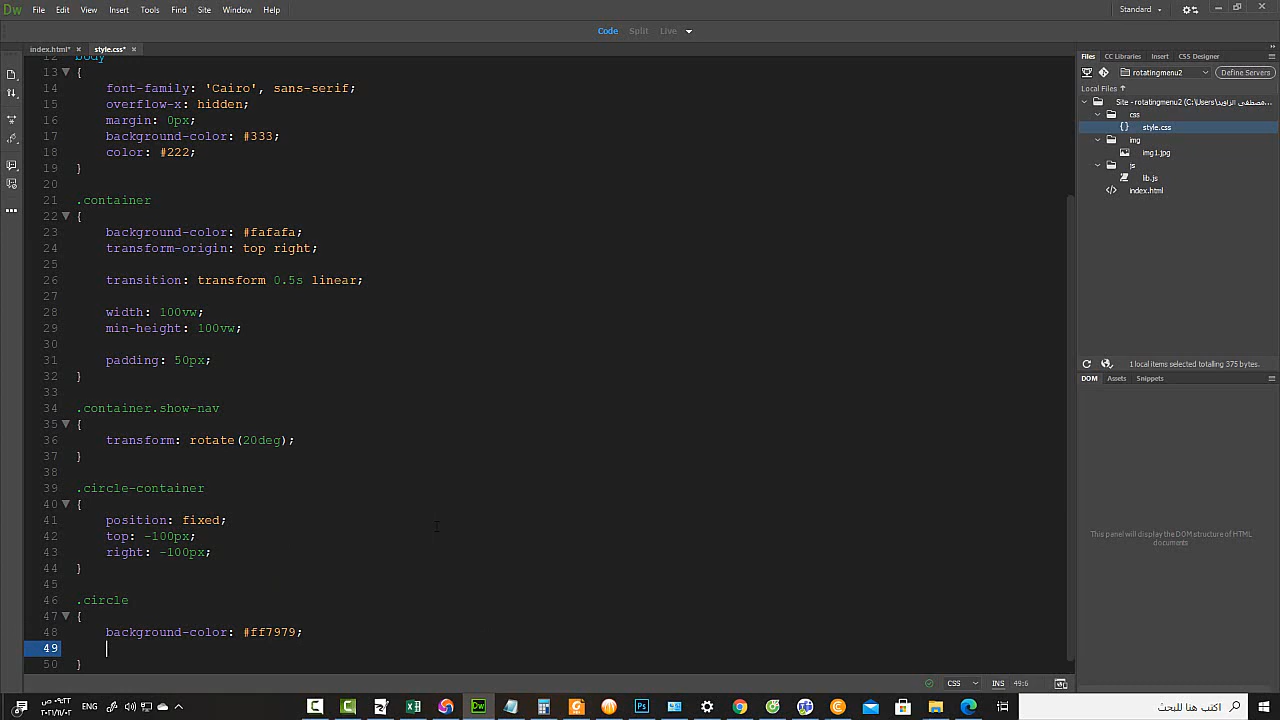 Dw File Edit View Insert Tools Find Site Window Help Standard
Code Split Live
index.html* style.css*
12 body
13 {
14 font-family: 'Cairo', sans-serif;
15 overflow-x: hidden;
16 margin: 0px;
17 background-color: #333;
18 color: #222;
19 }
20
21 .container
22 {
23 background-color: #fafafa;
24 transform-origin: top right;
25
26 transition: transform 0.5s linear;
27
28 width: 100vw;
29 min-height: 100vw;
30
31 padding: 50px;
32 }
33
34 .container.show-nav
35 {
36 transform: rotate(20deg);
37 }
38
39 .circle-container
40 {
41 position: fixed;
42 top: -100px;
43 right: -100px;
44 }
45
46 .circle
47 {
48 background-color: #ff7979;
49
50 }
CSS INS 49:6
Files CC Libraries Insert CSS Designer
rotatingmenu2 Define Servers
Local Files
Site - rotatingmenu2 (C:\Users\مصطفى الزاويد...
css
style.css
img
img1.jpg
js
lib.js
index.html
1 local items selected totalling 375 bytes.
DOM Assets Snippets
This panel will display the DOM structure of HTML
documents
ENG
اكتب هنا للبحث